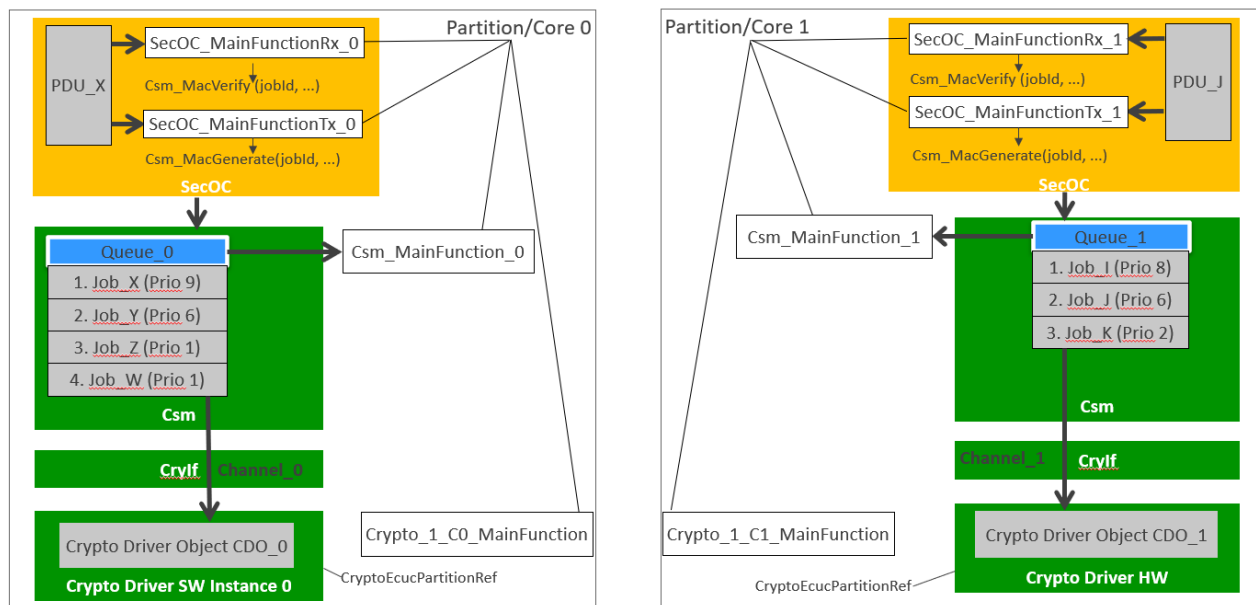 Partition/Core 0
SecOC_MainFunctionRx_0
PDU_X
Csm_MacVerify (jobId, ...)
SecOC_MainFunctionTx_0
Csm_MacGenerate(jobId, ...)
SecOC
Queue_0
Csm_MainFunction_0
1. Job_X (Prio 9)
2. Job_Y (Prio 6)
3. Job_Z (Prio 1)
4. Job_W (Prio 1)
Csm
CryIf
Channel_0
Crypto_1_C0_MainFunction
Crypto Driver Object CDO_0
CryptoEcucPartitionRef
Crypto Driver SW Instance 0
Partition/Core 1
SecOC_MainFunctionRx_1
Csm_MacVerify (jobId, ...)
PDU_J
SecOC_MainFunctionTx_1
Csm_MacGenerate(jobId, ...)
SecOC
Csm_MainFunction_1
Queue_1
1. Job_I (Prio 8)
2. Job_J (Prio 6)
3. Job_K (Prio 2)
Csm
Channel_1
CryIf
Crypto_1_C1_MainFunction
Crypto Driver Object CDO_1
CryptoEcucPartitionRef
Crypto Driver HW